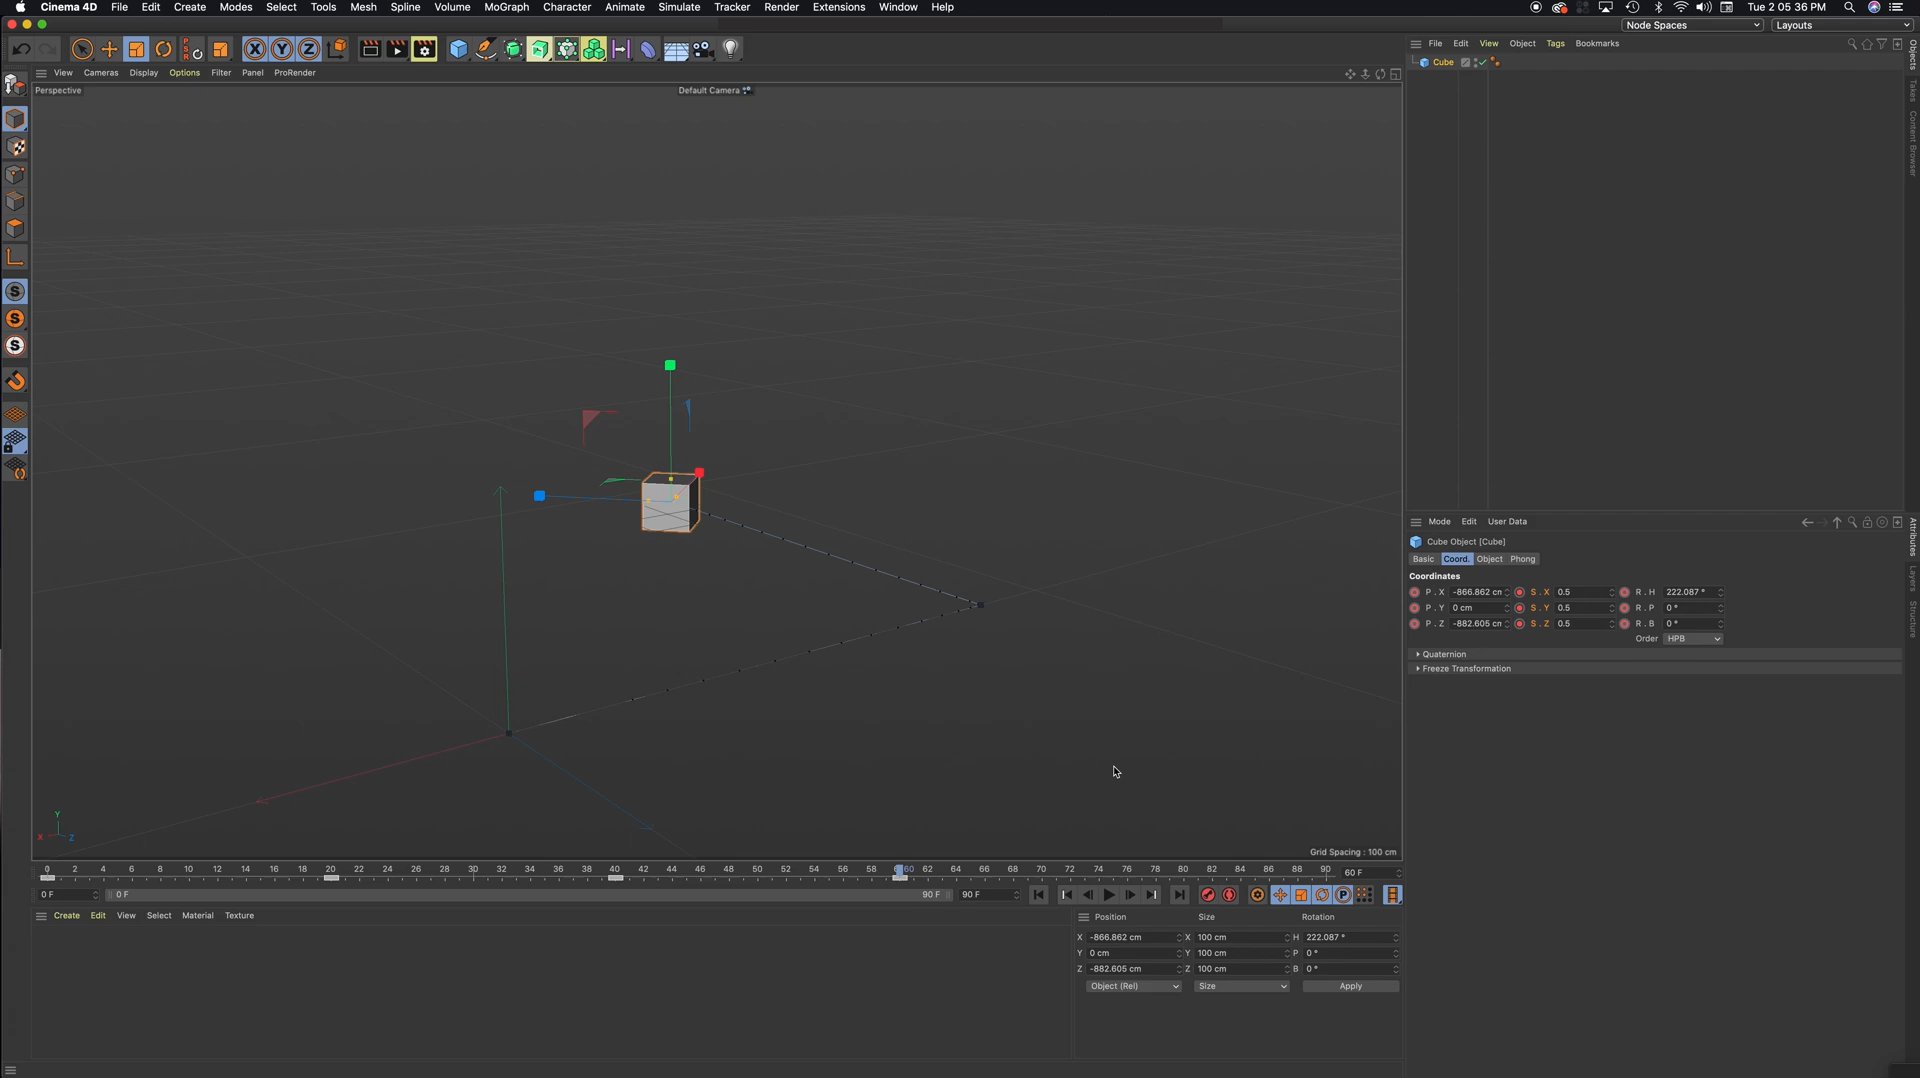 Cinema 4D File Edit Create Modes Select Tools Mesh Spline Volume MoGraph Character Animate Simulate Tracker Render Extensions Window Help Tue 2 05 36 PM
Node Spaces Layouts
File Edit View Object Tags Bookmarks
Cube
View Cameras Display Options Filter Panel ProRender
Perspective Default Camera
X Y Z
P S R
S
S
S
Objects
Takes
Content Browser
Mode Edit User Data
Cube Object [Cube]
Basic Coord. Object Phong
Coordinates
P . X -866.862 cm S . X 0.5 R . H 222.087 °
P . Y 0 cm S . Y 0.5 R . P 0 °
P . Z -882.605 cm S . Z 0.5 R . B 0 °
Order HPB
Quaternion
Freeze Transformation
Attributes
Layers
Structure
Y
X Z
Grid Spacing : 100 cm
0 2 4 6 8 10 12 14 16 18 20 22 24 26 28 30 32 34 36 38 40 42 44 46 48 50 52 54 56 58 60 62 64 66 68 70 72 74 76 78 80 82 84 86 88 90 60 F
0 F 0 F 90 F 90 F P
Create Edit View Select Material Texture
Position Size Rotation
X -866.862 cm X 100 cm H 222.087 °
Y 0 cm Y 100 cm P 0 °
Z -882.605 cm Z 100 cm B 0 °
Object (Rel) Size Apply